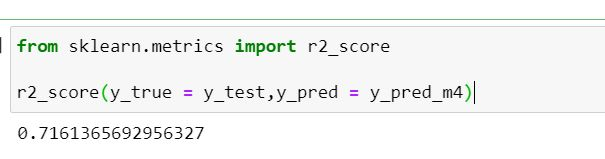 from sklearn.metrics import r2_score
r2_score(y_true = y_test,y_pred = y_pred_m4)
0.7161365692956327